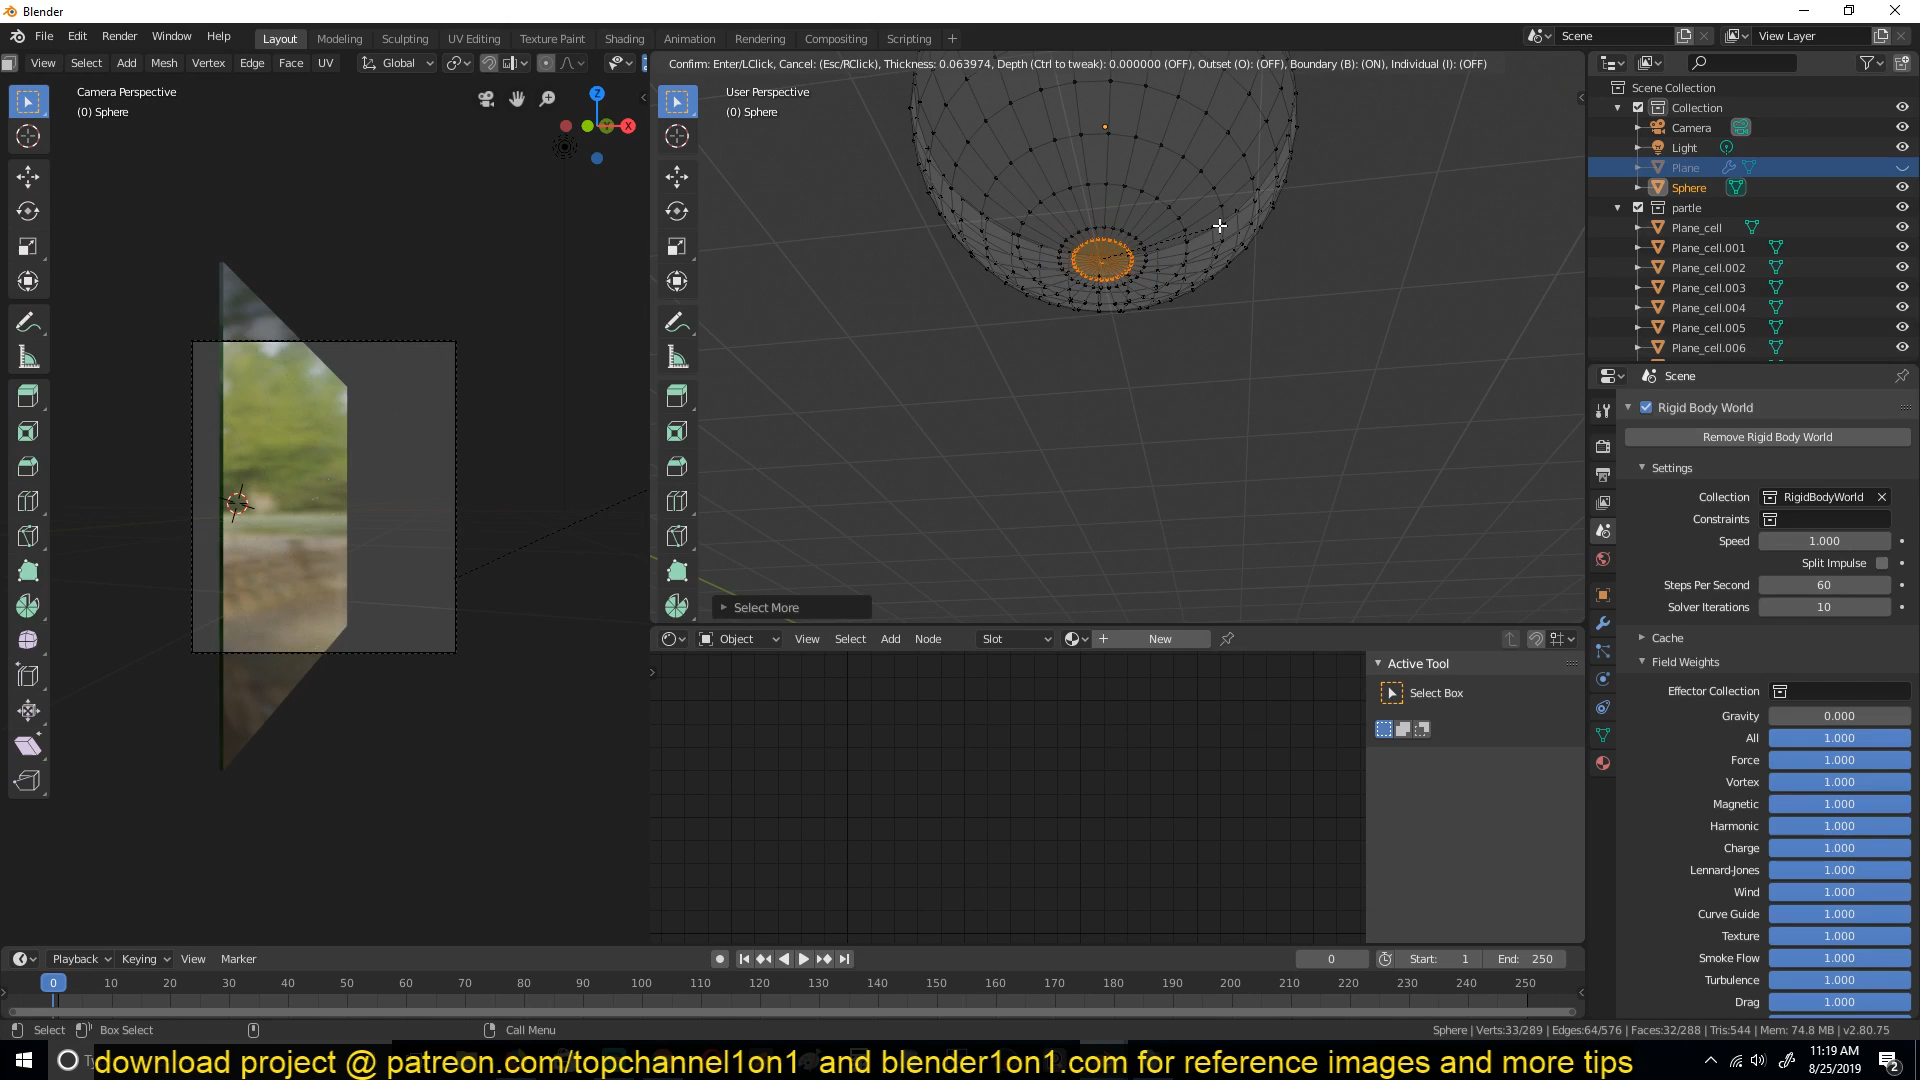 Blender
File Edit Render Window Help
Layout Modeling Sculpting UV Editing Texture Paint Shading Animation Rendering Compositing Scripting
Scene
View Layer
View Select Add Mesh Vertex Edge Face UV Global
Confirm: Enter/LClick, Cancel: (Esc/RClick), Thickness: 0.063974, Depth (Ctrl to tweak): 0.000000 (OFF), Outset (O): (OFF), Boundary (B): (ON), Individual (I): (OFF)
Camera Perspective
(0) Sphere
Z
X
User Perspective
(0) Sphere
Scene Collection
Collection
Camera
Light
Plane
Sphere
partle
Plane_cell
Plane_cell.001
Plane_cell.002
Plane_cell.003
Plane_cell.004
Plane_cell.005
Plane_cell.006
Scene
Rigid Body World
Remove Rigid Body World
Settings
Collection RigidBodyWorld
Constraints
Speed 1.000
Split Impulse
Steps Per Second 60
Solver Iterations 10
Cache
Field Weights
Effector Collection
Gravity 0.000
All 1.000
Force 1.000
Vortex 1.000
Magnetic 1.000
Harmonic 1.000
Charge 1.000
Lennard-Jones 1.000
Wind 1.000
Curve Guide 1.000
Texture 1.000
Smoke Flow 1.000
Turbulence 1.000
Drag 1.000
Select More
Object View Select Add Node Slot New
Active Tool
Select Box
Playback Keying View Marker
0 Start: 1 End: 250
0 10 20 30 40 50 60 70 80 90 100 110 120 130 140 150 160 170 180 190 200 210 220 230 240 250
Select Box Select Call Menu
Sphere | Verts:33/289 | Edges:64/576 | Faces:32/288 | Tris:544 | Mem: 74.8 MB | v2.80.75
download project @ patreon.com/topchannel1on1 and blender1on1.com for reference images and more tips
11:19 AM
8/25/2019
2